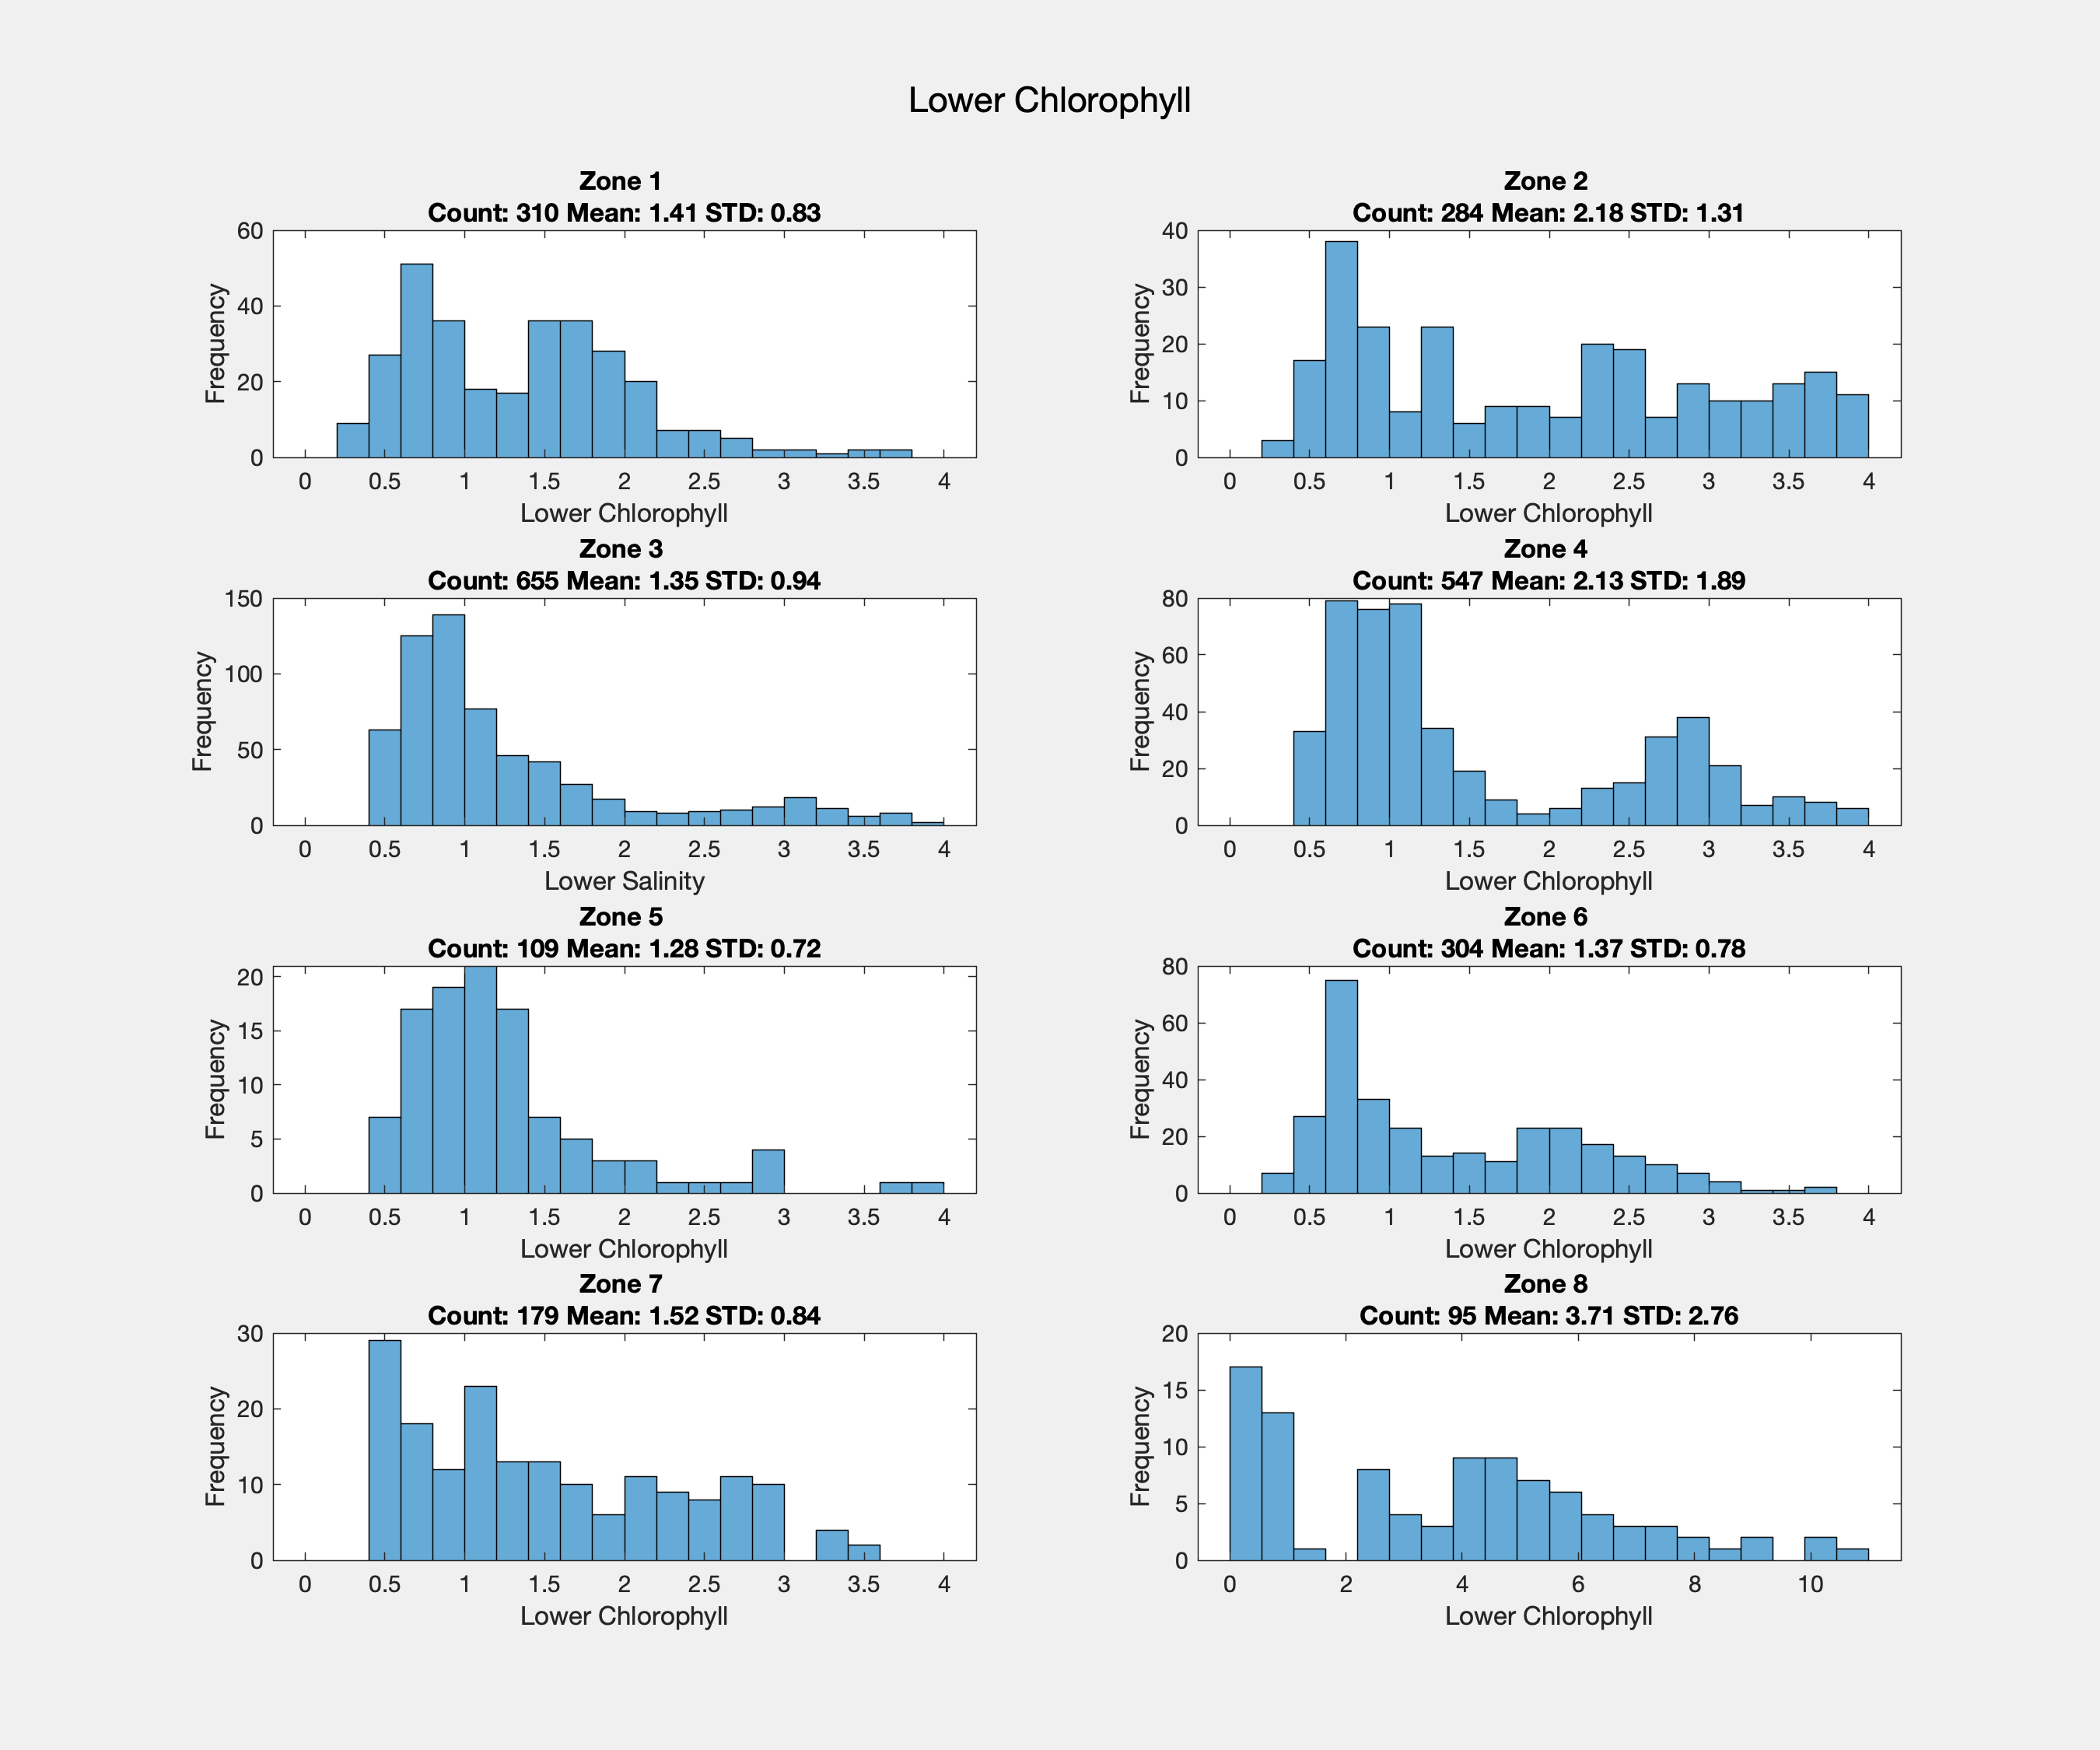 Lower Chlorophyll
Zone 1
Count: 310 Mean: 1.41 STD: 0.83
60
40
20
0
Frequency
0 0.5 1 1.5 2 2.5 3 3.5 4
Lower Chlorophyll
Zone 2
Count: 284 Mean: 2.18 STD: 1.31
40
30
20
10
0
Frequency
0 0.5 1 1.5 2 2.5 3 3.5 4
Lower Chlorophyll
Zone 3
Count: 655 Mean: 1.35 STD: 0.94
150
100
50
0
Frequency
0 0.5 1 1.5 2 2.5 3 3.5 4
Lower Salinity
Zone 4
Count: 547 Mean: 2.13 STD: 1.89
80
60
40
20
0
Frequency
0 0.5 1 1.5 2 2.5 3 3.5 4
Lower Chlorophyll
Zone 5
Count: 109 Mean: 1.28 STD: 0.72
20
15
10
5
0
Frequency
0 0.5 1 1.5 2 2.5 3 3.5 4
Lower Chlorophyll
Zone 6
Count: 304 Mean: 1.37 STD: 0.78
80
60
40
20
0
Frequency
0 0.5 1 1.5 2 2.5 3 3.5 4
Lower Chlorophyll
Zone 7
Count: 179 Mean: 1.52 STD: 0.84
30
20
10
0
Frequency
0 0.5 1 1.5 2 2.5 3 3.5 4
Lower Chlorophyll
Zone 8
Count: 95 Mean: 3.71 STD: 2.76
20
15
10
5
0
Frequency
0 2 4 6 8 10
Lower Chlorophyll